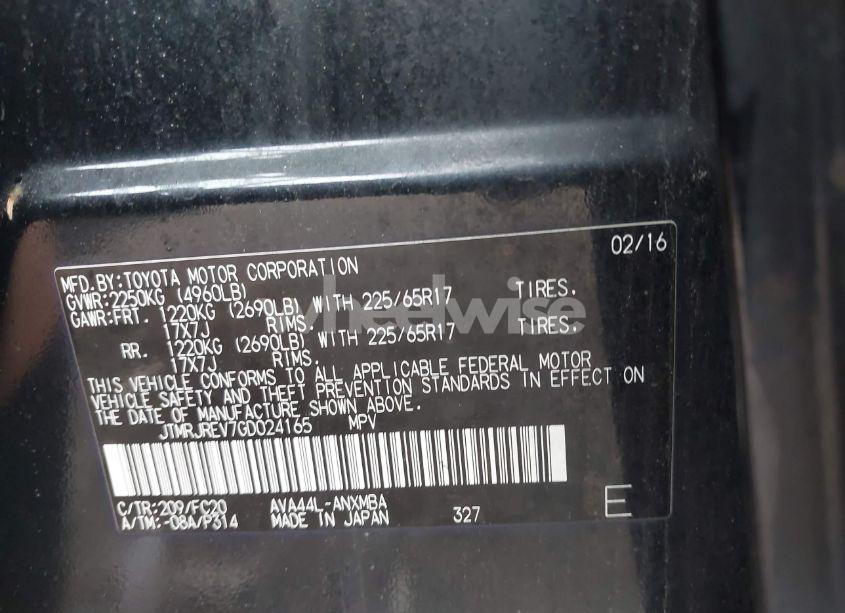 02/16
MFD.BY:TOYOTA MOTOR CORPORATION
GVWR:2250KG (4960LB)
GAWR:FRT. 1220KG (2690LB) WITH 225/65R17 TIRES.
17X7J RIMS.
RR. 1220KG (2690LB) WITH 225/65R17 TIRES.
17X7J RIMS.
THIS VEHICLE CONFORMS TO ALL APPLICABLE FEDERAL MOTOR
VEHICLE SAFETY AND THEFT PREVENTION STANDARDS IN EFFECT ON
THE DATE OF MANUFACTURE SHOWN ABOVE.
JTMRJREV7GD024165 MPV
C/TR:209/FC20 AVA44L-ANXMBA
A/TM:-08A/P314 MADE IN JAPAN 327 E
wheelwise